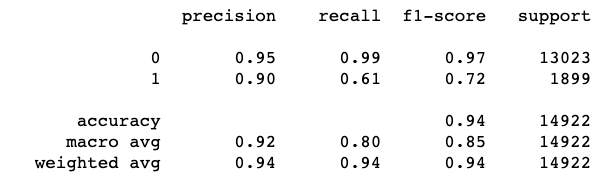 precision recall f1-score support
0 0.95 0.99 0.97 13023
1 0.90 0.61 0.72 1899
accuracy 0.94 14922
macro avg 0.92 0.80 0.85 14922
weighted avg 0.94 0.94 0.94 14922